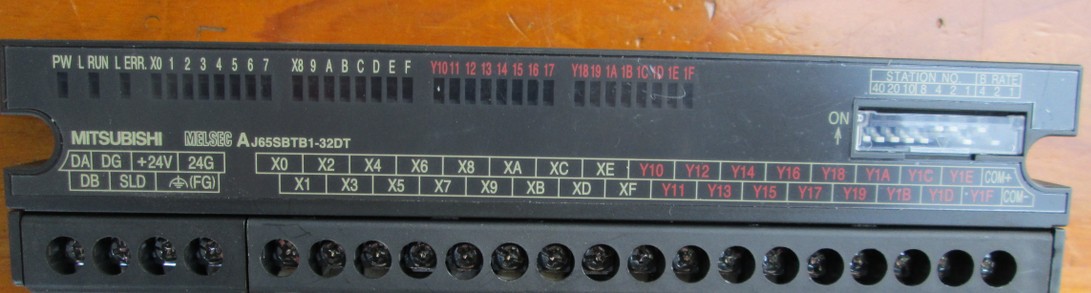 PW L RUN L ERR. X0 1 2 3 4 5 6 7 X8 9 A B C D E F Y10 11 12 13 14 15 16 17 Y18 19 1A 1B 1C 1D 1E 1F
STATION NO. B RATE
40 20 10 8 4 2 1 4 2 1
ON
MITSUBISHI MELSEC AJ65SBTB1-32DT
DA DG +24V 24G X0 X2 X4 X6 X8 XA XC XE Y10 Y12 Y14 Y16 Y18 Y1A Y1C Y1E COM+
DB SLD (FG) X1 X3 X5 X7 X9 XB XD XF Y11 Y13 Y15 Y17 Y19 Y1B Y1D Y1F COM-